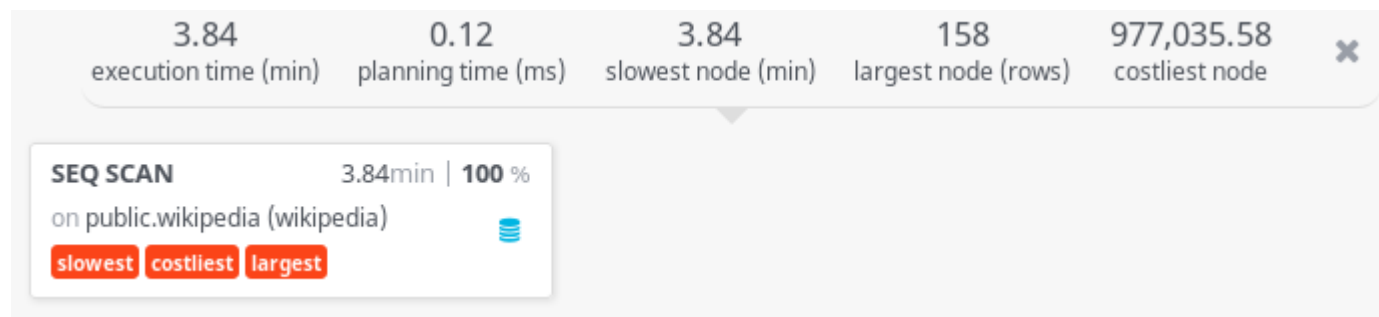 3.84 0.12 3.84 158 977,035.58
execution time (min) planning time (ms) slowest node (min) largest node (rows) costliest node
SEQ SCAN 3.84min | 100 %
on public.wikipedia (wikipedia)
slowest costliest largest